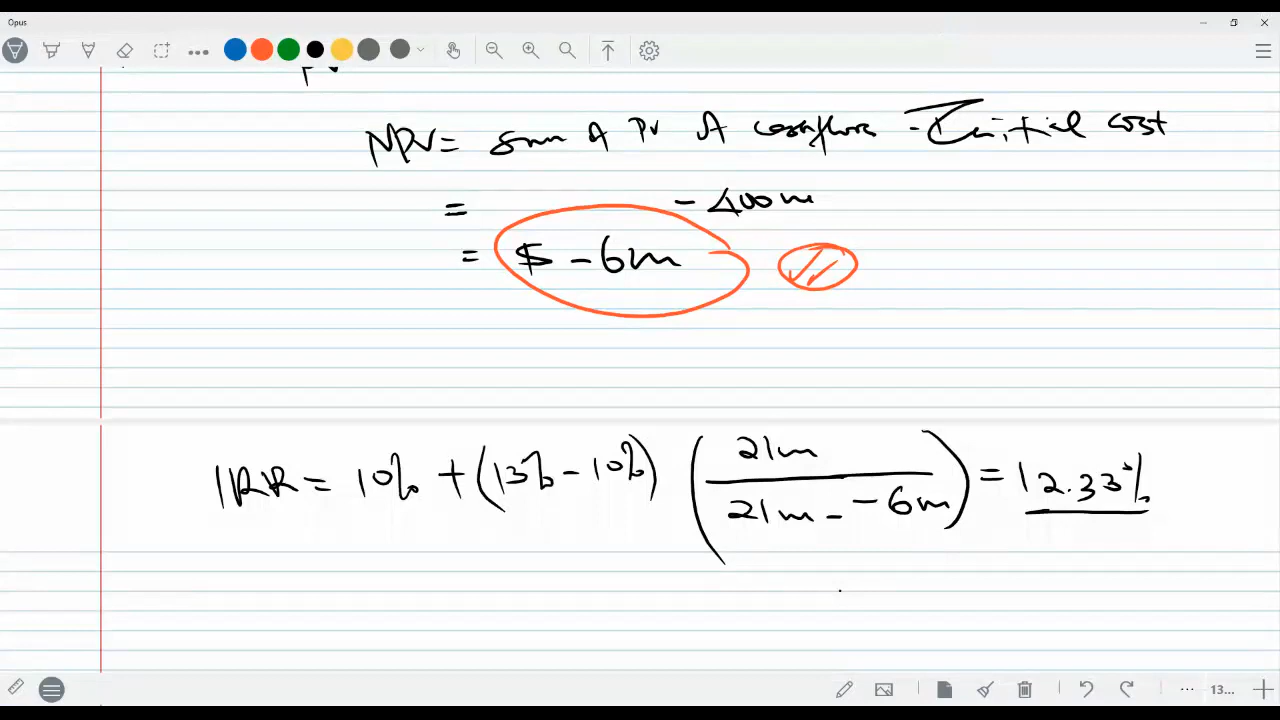 Opus
NPV = sum of PV of cashflows - Initial cost
= - 400m
= $ -6m
IRR = 10% + (13% - 10%) ( 21m / 21m - -6m ) = 12.33%
13...